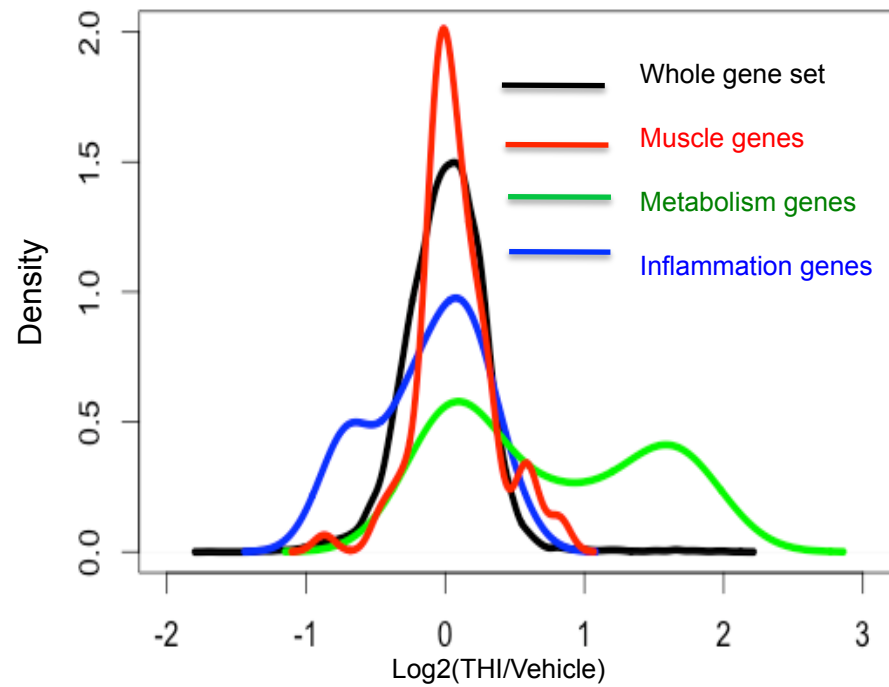 Whole gene set
Muscle genes
Metabolism genes
Inflammation genes
Density
2.0
1.5
1.0
0.5
0.0
-2 -1 0 1 2 3
Log2(THI/Vehicle)